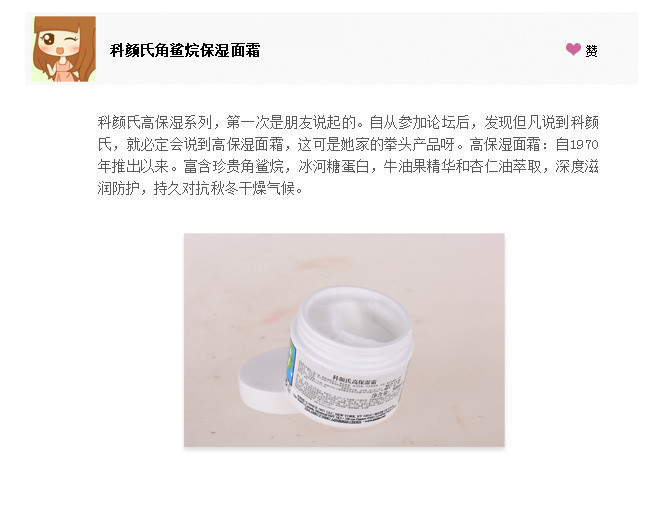 科颜氏角鲨烷保湿面霜
赞
科颜氏高保湿系列，第一次是朋友说起的。自从参加论坛后，发现但凡说到科颜
氏，就必定会说到高保湿面霜，这可是她家的拳头产品呀。高保湿面霜：自1970
年推出以来。富含珍贵角鲨烷，冰河糖蛋白，牛油果精华和杏仁油萃取，深度滋
润防护，持久对抗秋冬干燥气候。
科颜氏高保湿霜